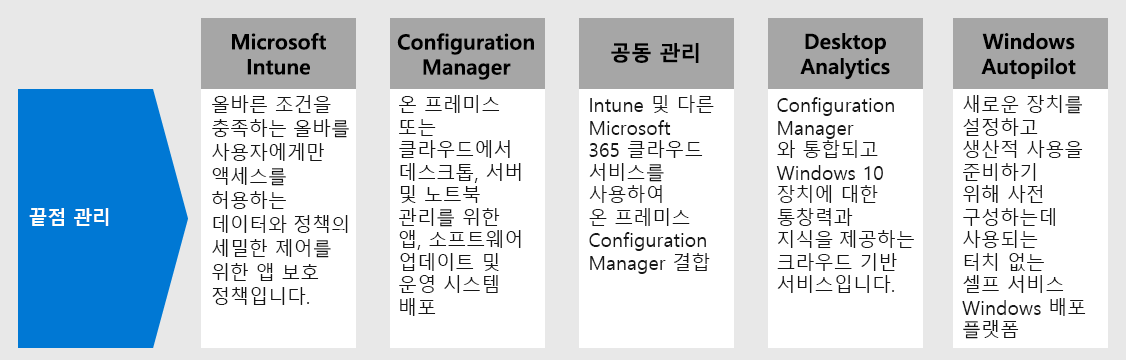 끝점 관리
Microsoft
Intune
올바른 조건을
충족하는 올바를
사용자에게만
액세스를
허용하는
데이터와 정책의
세밀한 제어를
위한 앱 보호
정책입니다.
Configuration
Manager
온 프레미스
또는
클라우드에서
데스크톱, 서버
및 노트북
관리를 위한
앱, 소프트웨어
업데이트 및
운영 시스템
배포
공동 관리
Intune 및 다른
Microsoft
365 클라우드
서비스를
사용하여
온 프레미스
Configuration
Manager 결합
Desktop
Analytics
Configuration
Manager
와 통합되고
Windows 10
장치에 대한
통창력과
지식을 제공하는
크라우드 기반
서비스입니다.
Windows
Autopilot
새로운 장치를
설정하고
생산적 사용을
준비하기
위해 사전
구성하는데
사용되는
터치 없는
셀프 서비스
Windows 배포
플랫폼